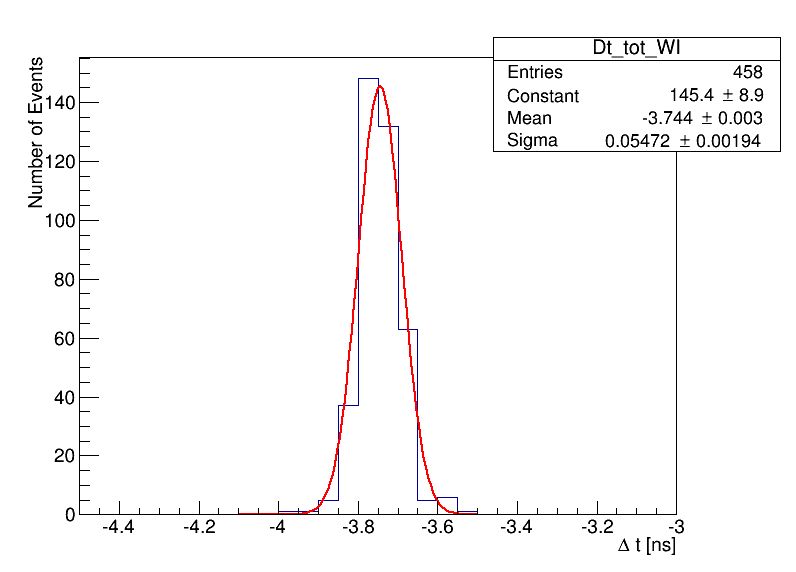 Dt_tot_WI
Entries 458
Constant 145.4 ± 8.9
Mean -3.744 ± 0.003
Sigma 0.05472 ± 0.00194
Number of Events
140
120
100
80
60
40
20
0
-4.4 -4.2 -4 -3.8 -3.6 -3.4 -3.2 -3
Δ t [ns]